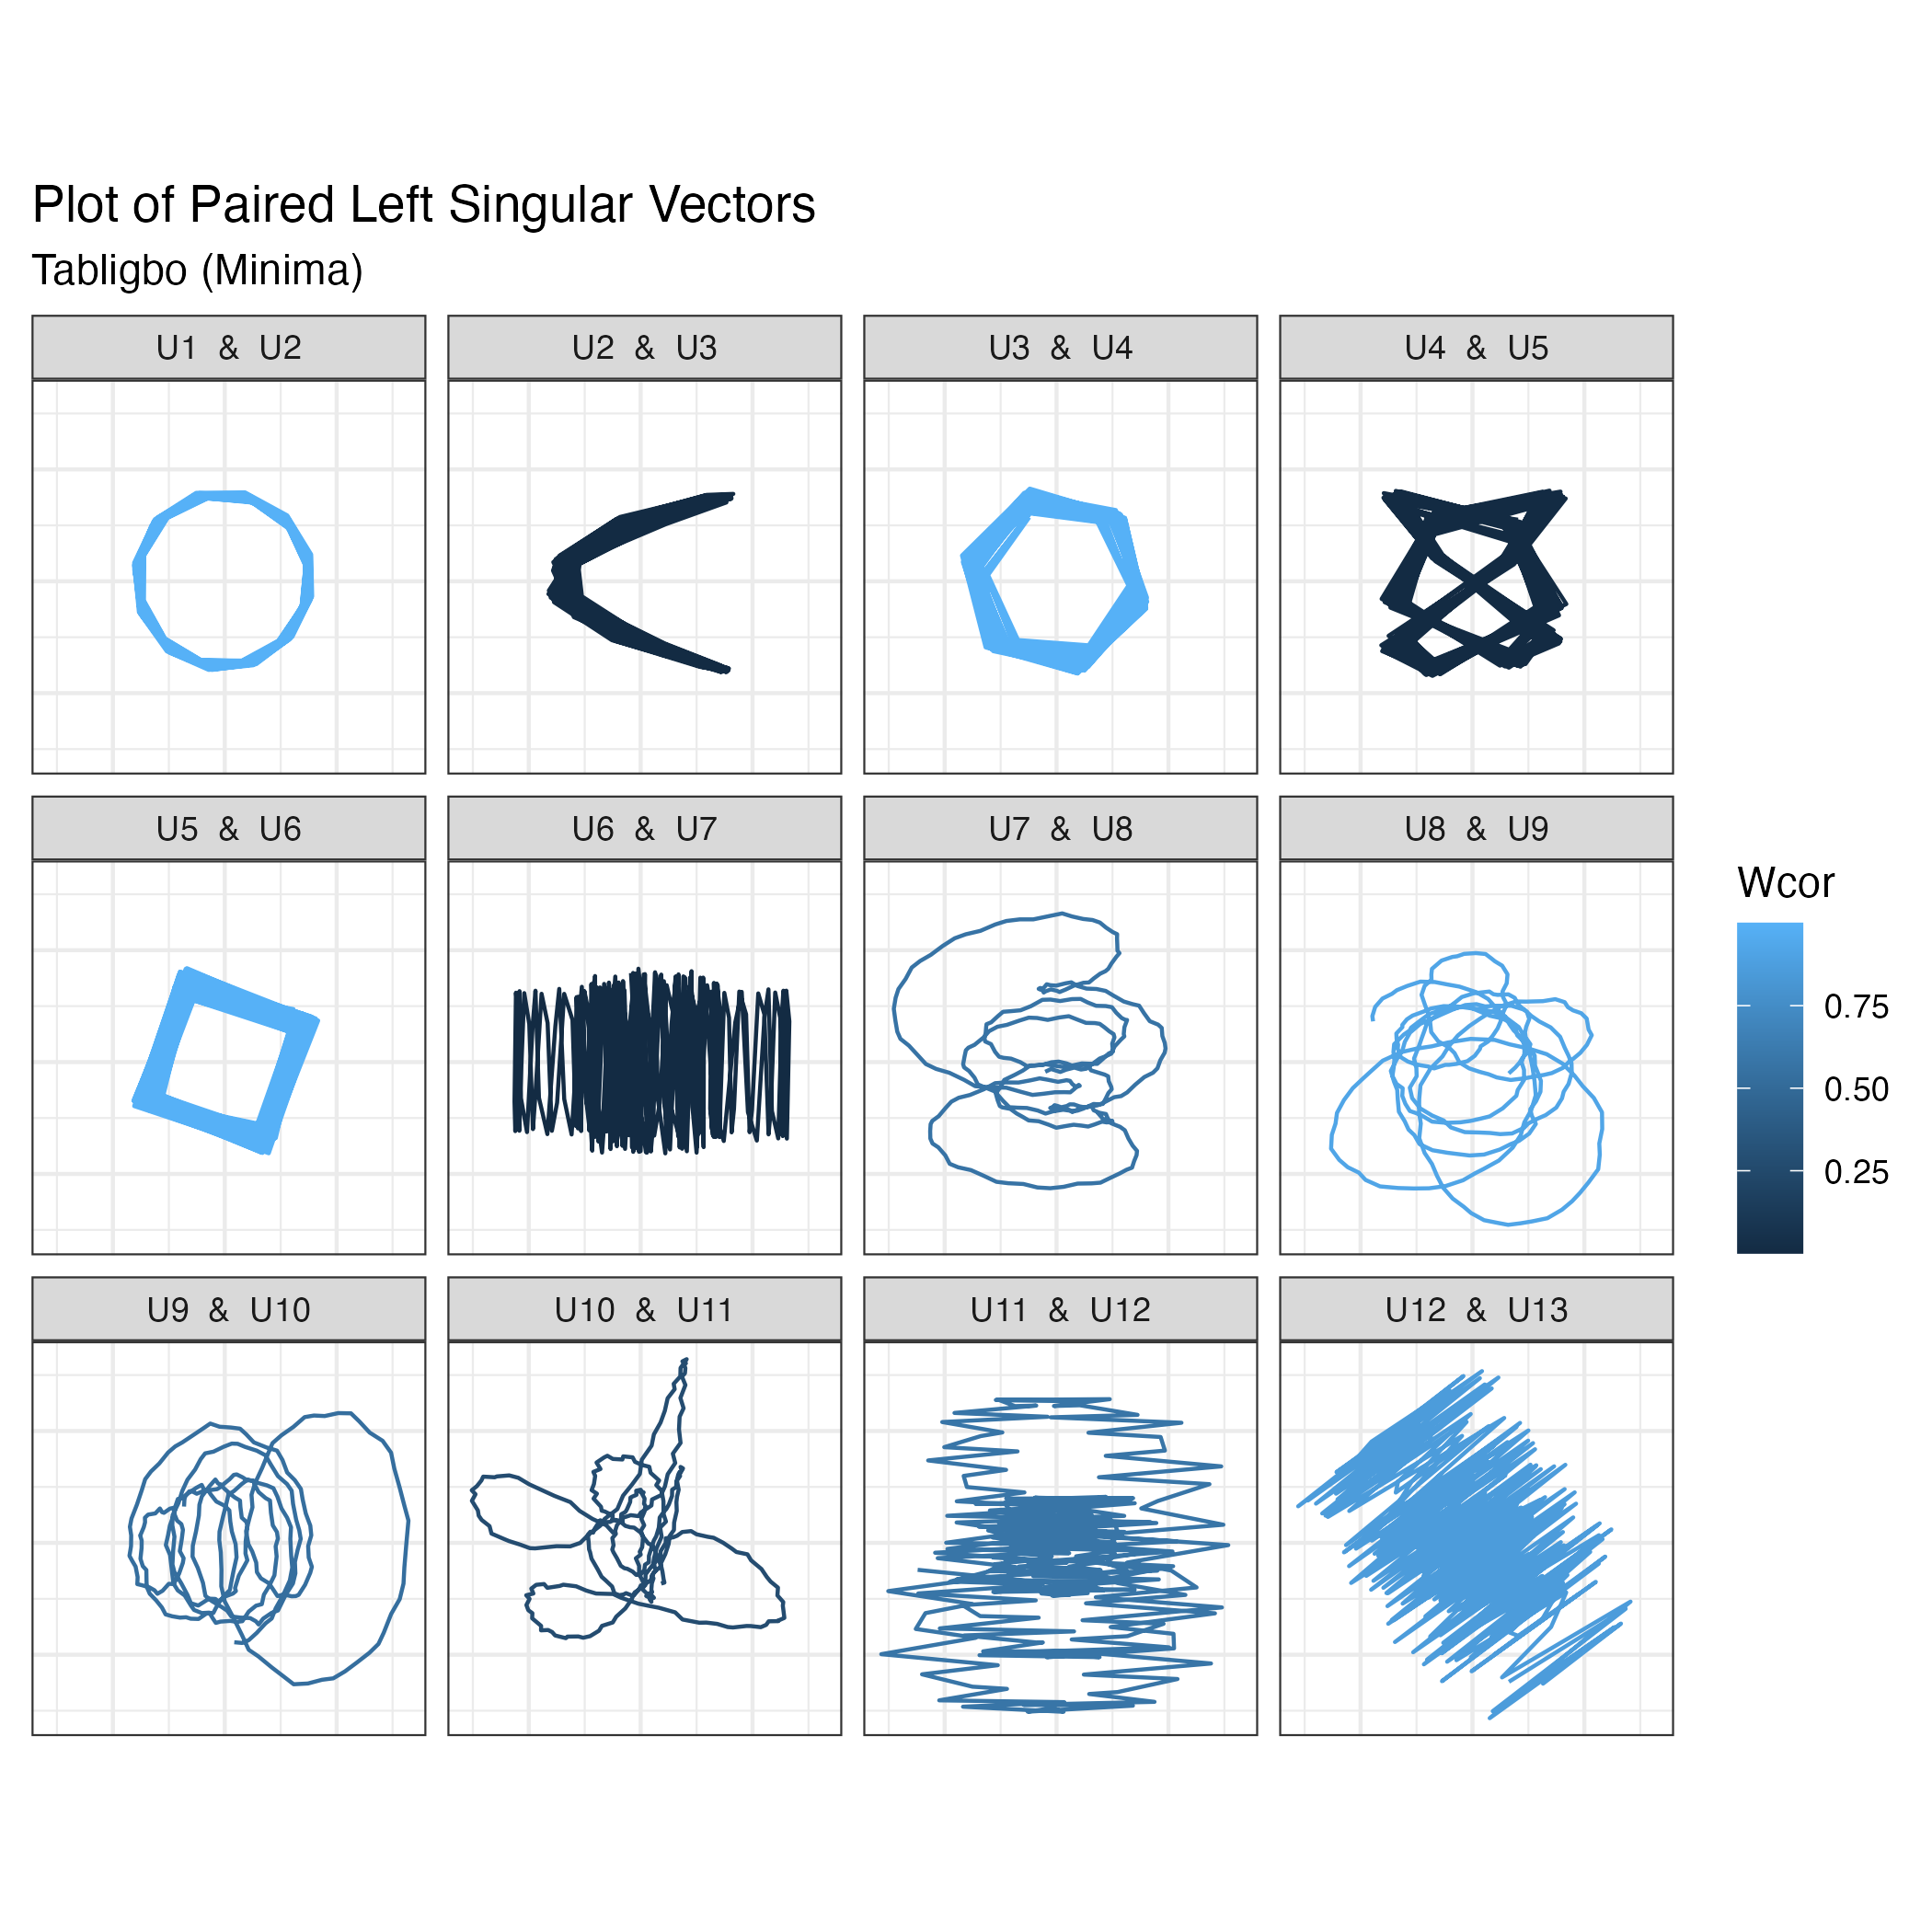 Plot of Paired Left Singular Vectors
Tabligbo (Minima)
U1 & U2
U2 & U3
U3 & U4
U4 & U5
U5 & U6
U6 & U7
U7 & U8
U8 & U9
U9 & U10
U10 & U11
U11 & U12
U12 & U13
Wcor
0.75
0.50
0.25